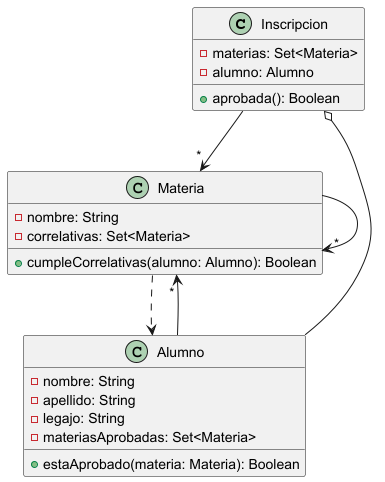 C Inscripcion
materias: Set<Materia>
alumno: Alumno
aprobada(): Boolean
*
C Materia
nombre: String
correlativas: Set<Materia>
*
cumpleCorrelativas(alumno: Alumno): Boolean
*
C Alumno
nombre: String
apellido: String
legajo: String
materiasAprobadas: Set<Materia>
estaAprobado(materia: Materia): Boolean